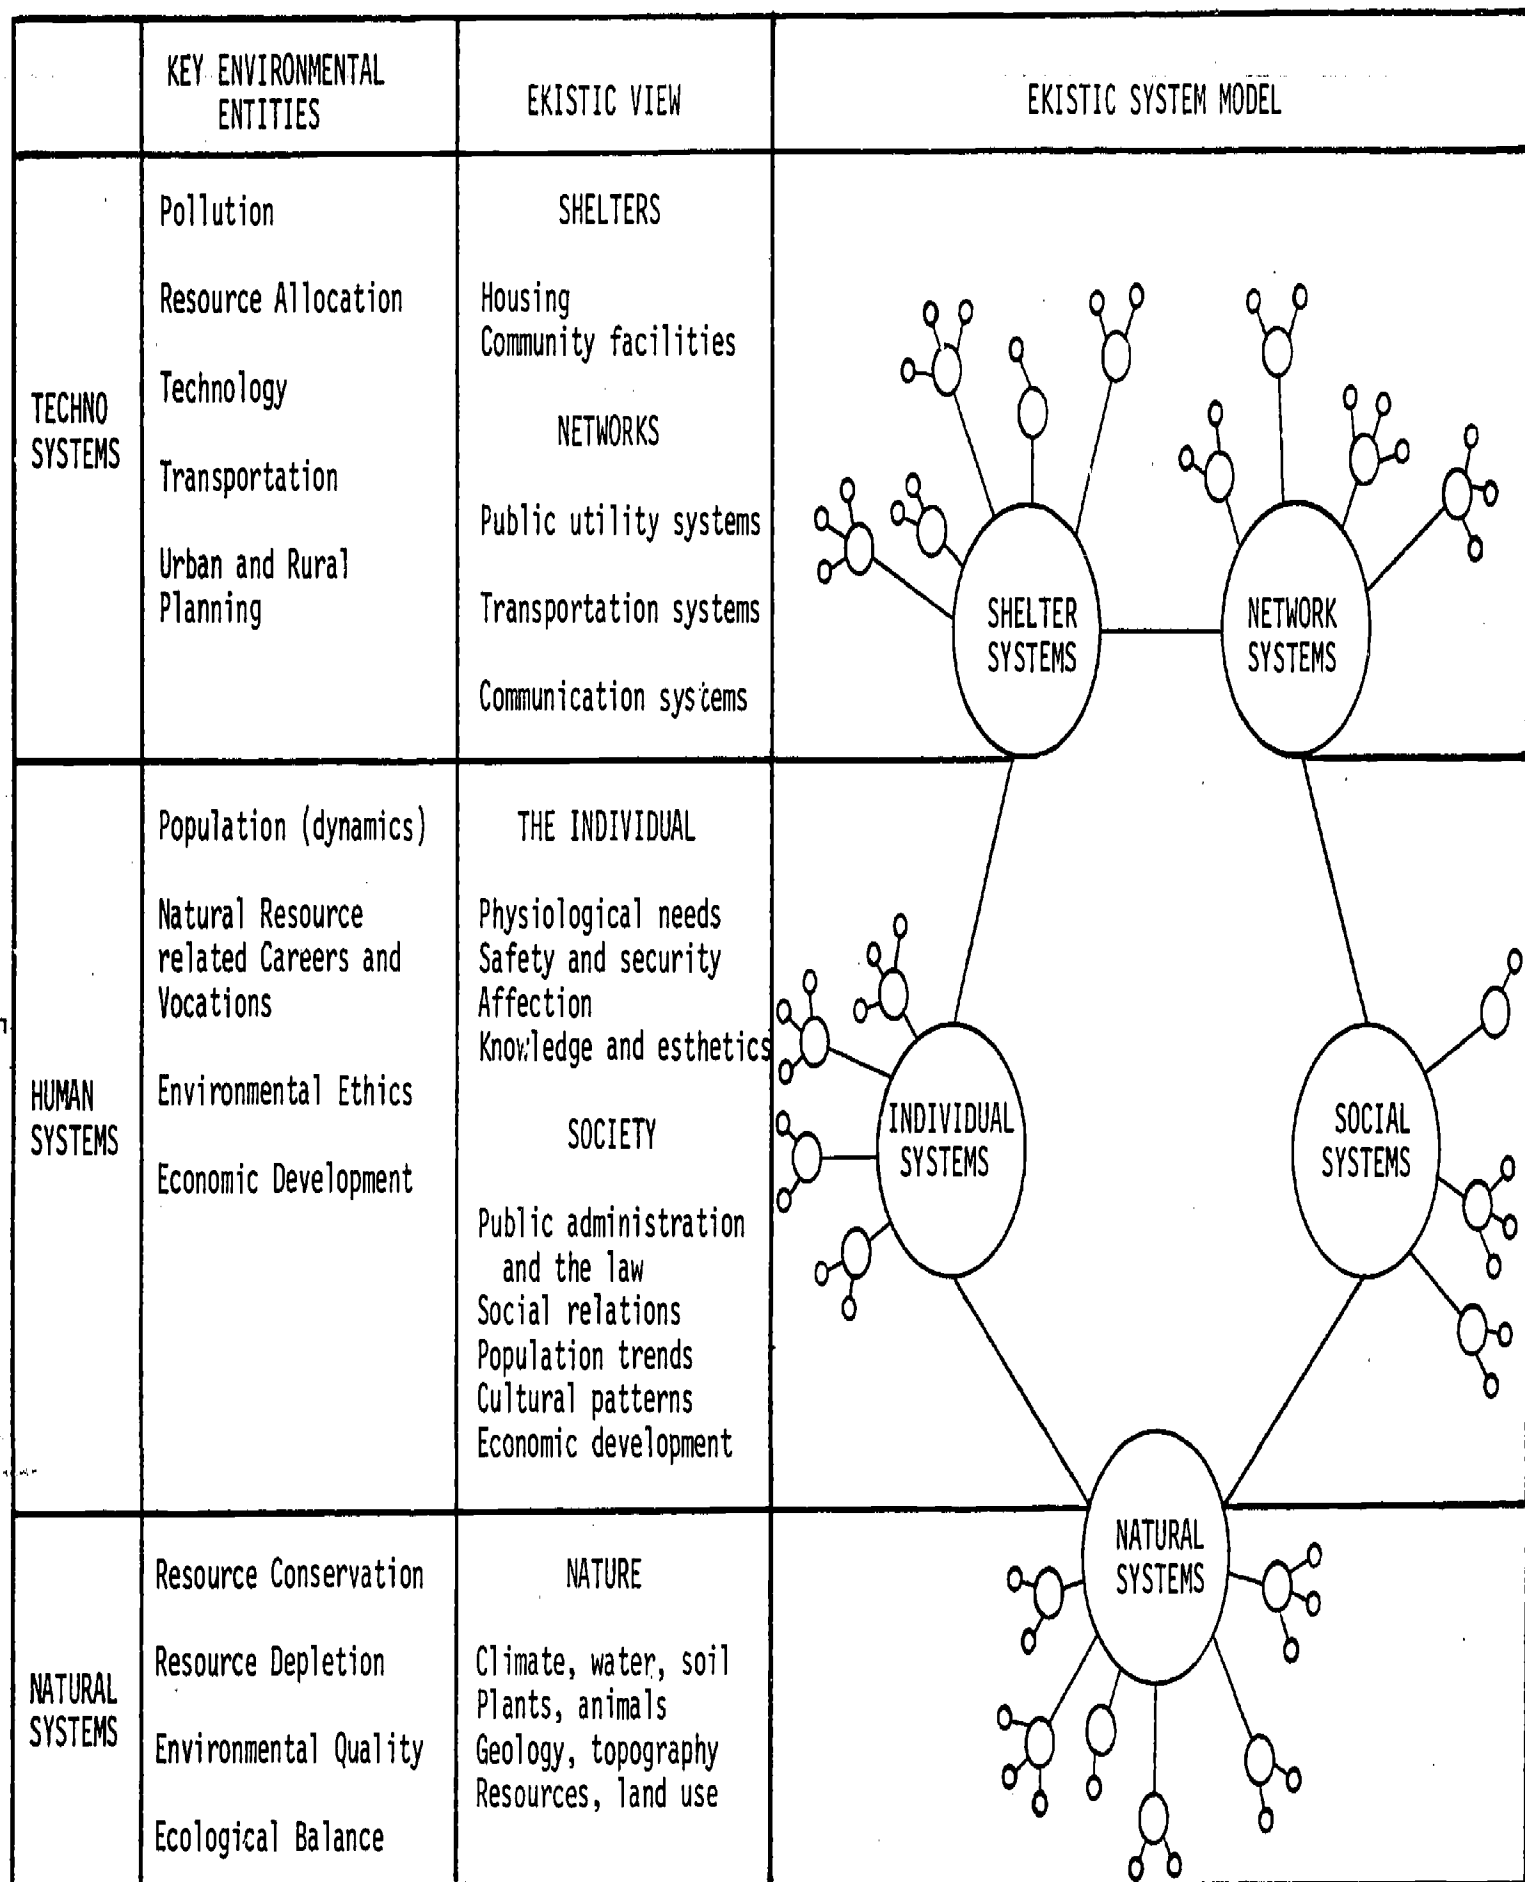 KEY ENVIRONMENTAL
ENTITIES
EKISTIC VIEW
EKISTIC SYSTEM MODEL
TECHNO
SYSTEMS
Pollution
Resource Allocation
Technology
Transportation
Urban and Rural
Planning
SHELTERS
Housing
Community facilities
NETWORKS
Public utility systems
Transportation systems
Communication systems
SHELTER
SYSTEMS
NETWORK
SYSTEMS
HUMAN
SYSTEMS
Population (dynamics)
Natural Resource
related Careers and
Vocations
Environmental Ethics
Economic Development
THE INDIVIDUAL
Physiological needs
Safety and security
Affection
Knowledge and esthetics
SOCIETY
Public administration
and the law
Social relations
Population trends
Cultural patterns
Economic development
INDIVIDUAL
SYSTEMS
SOCIAL
SYSTEMS
NATURAL
SYSTEMS
Resource Conservation
Resource Depletion
Environmental Quality
Ecological Balance
NATURE
Climate, water, soil
Plants, animals
Geology, topography
Resources, land use
NATURAL
SYSTEMS